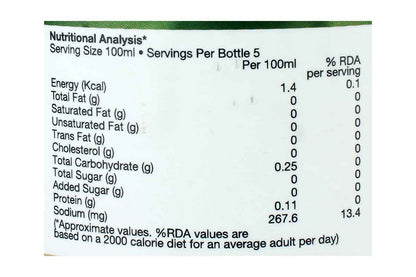 Nutritional Analysis*
Serving Size 100ml • Servings Per Bottle 5
Per 100ml % RDA per serving
Energy (Kcal) 1.4 0.1
Total Fat (g) 0 0
Saturated Fat (g) 0 0
Unsaturated Fat (g) 0 0
Trans Fat (g) 0 0
Cholesterol (g) 0 0
Total Carbohydrate (g) 0.25 0
Total Sugar (g) 0 0
Added Sugar (g) 0 0
Protein (g) 0.11 0
Sodium (mg) 267.6 13.4
(*Approximate values. %RDA values are
based on a 2000 calorie diet for an average adult per day)